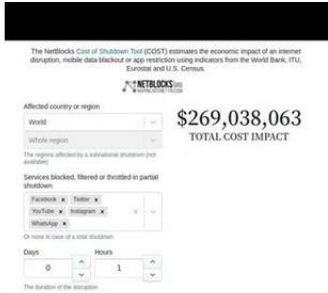 The NetBlocks Cost of Shutdown Tool (COST) estimates the economic impact of an internet
disruption, mobile data blackout or app restriction using indicators from the World Bank, ITU,
Eurostat and U.S. Census.
NETBLOCKS.ORG
MAPPING INTERNET FREEDOM
Affected country or region
World
Whole region
The regions affected by a subnational shutdown (not
available)
$269,038,063
TOTAL COST IMPACT
Services blocked, filtered or throttled in partial
shutdown
Facebook x Twitter x
YouTube x Instagram x
WhatsApp x
Or none in case of a total shutdown
Days Hours
0 1
The duration of the disruption